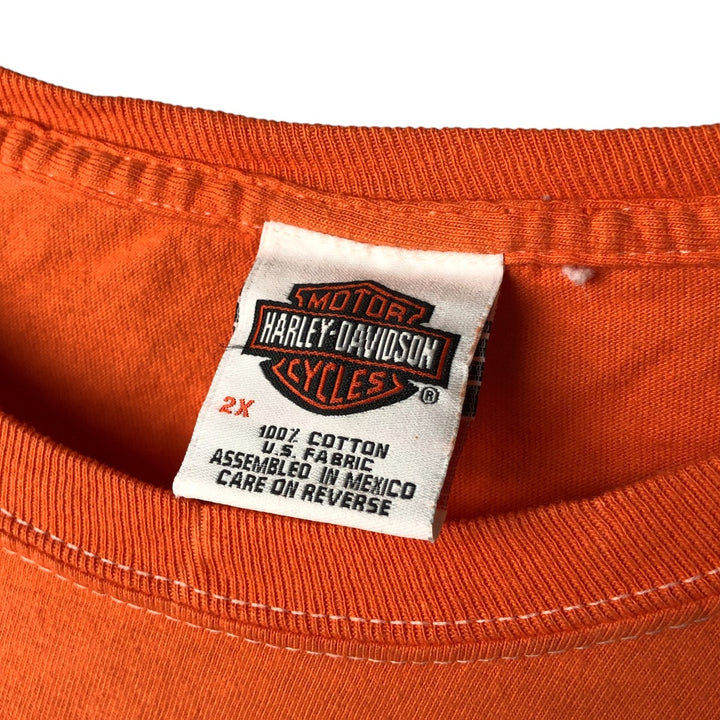 MOTOR
HARLEY-DAVIDSON
CYCLES
®
2X
100% COTTON
U.S. FABRIC
ASSEMBLED IN MEXICO
CARE ON REVERSE